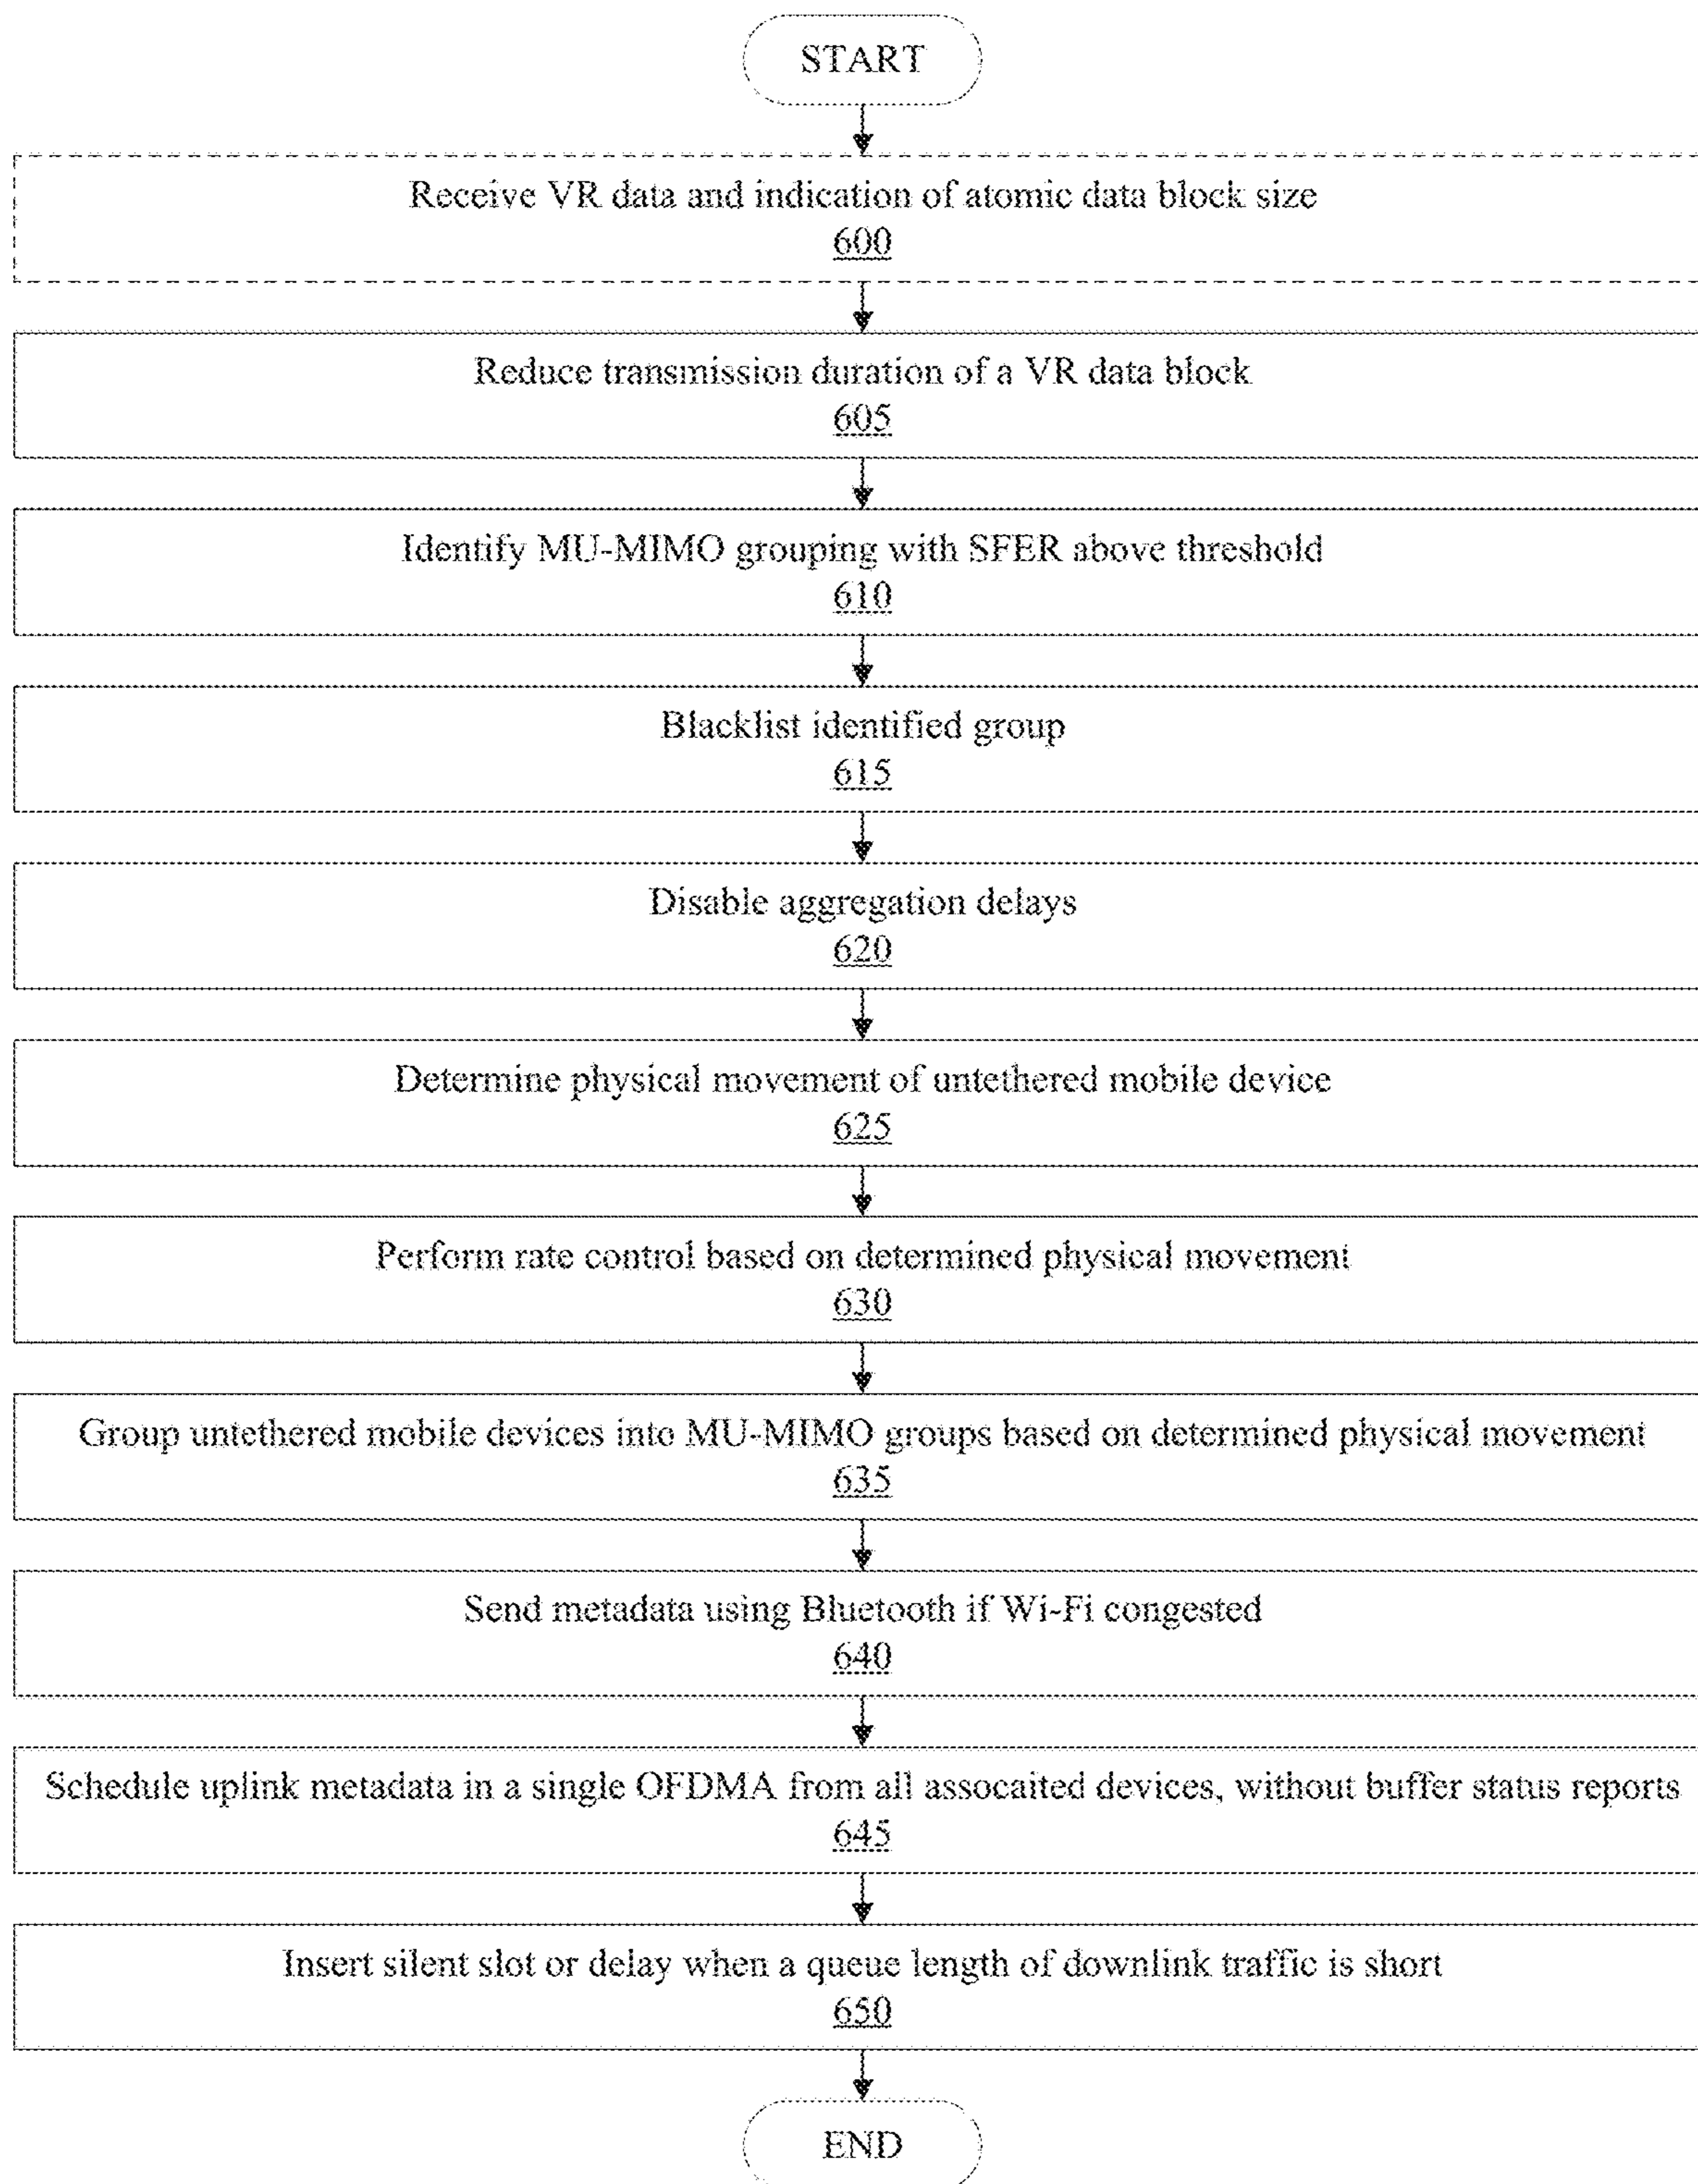 START
Receive VR data and indication of atomic data block size
600
Reduce transmission duration of a VR data block
605
Identify MU-MIMO grouping with SFER above threshold
610
Blacklist identified group
615
Disable aggregation delays
620
Determine physical movement of untethered mobile device
625
Perform rate control based on determined physical movement
630
Group untethered mobile devices into MU-MIMO groups based on determined physical movement
635
Send metadata using Bluetooth if Wi-Fi congested
640
Schedule uplink metadata in a single OFDMA from all assocaited devices, without buffer status reports
645
Insert silent slot or delay when a queue length of downlink traffic is short
650
END